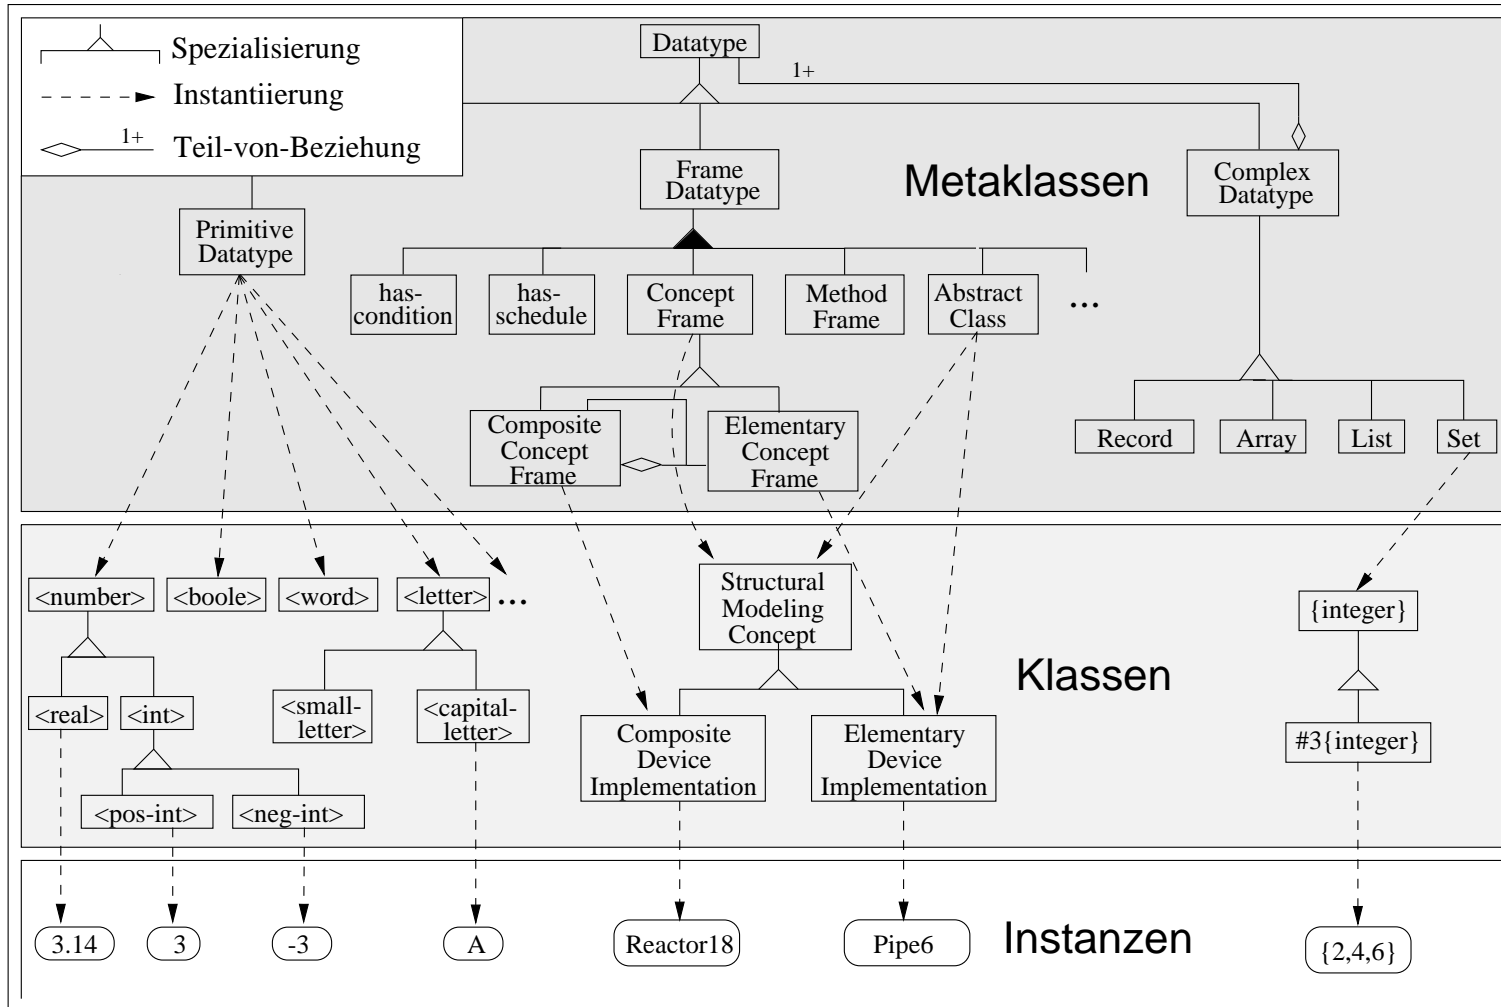 Spezialisierung
Instantiierung
1+
Teil-von-Beziehung
Datatype
1+
Frame
Datatype
Metaklassen
Complex
Datatype
Primitive
Datatype
has-
condition
has-
schedule
Concept
Frame
Method
Frame
Abstract
Class
...
Composite
Concept
Frame
Elementary
Concept
Frame
Record
Array
List
Set
<number>
<boole>
<word>
<letter>
...
Structural
Modeling
Concept
{integer}
Klassen
<real>
<int>
<small-
letter>
<capital-
letter>
Composite
Device
Implementation
Elementary
Device
Implementation
#3{integer}
<pos-int>
<neg-int>
3.14
3
-3
A
Reactor18
Pipe6
Instanzen
{2,4,6}